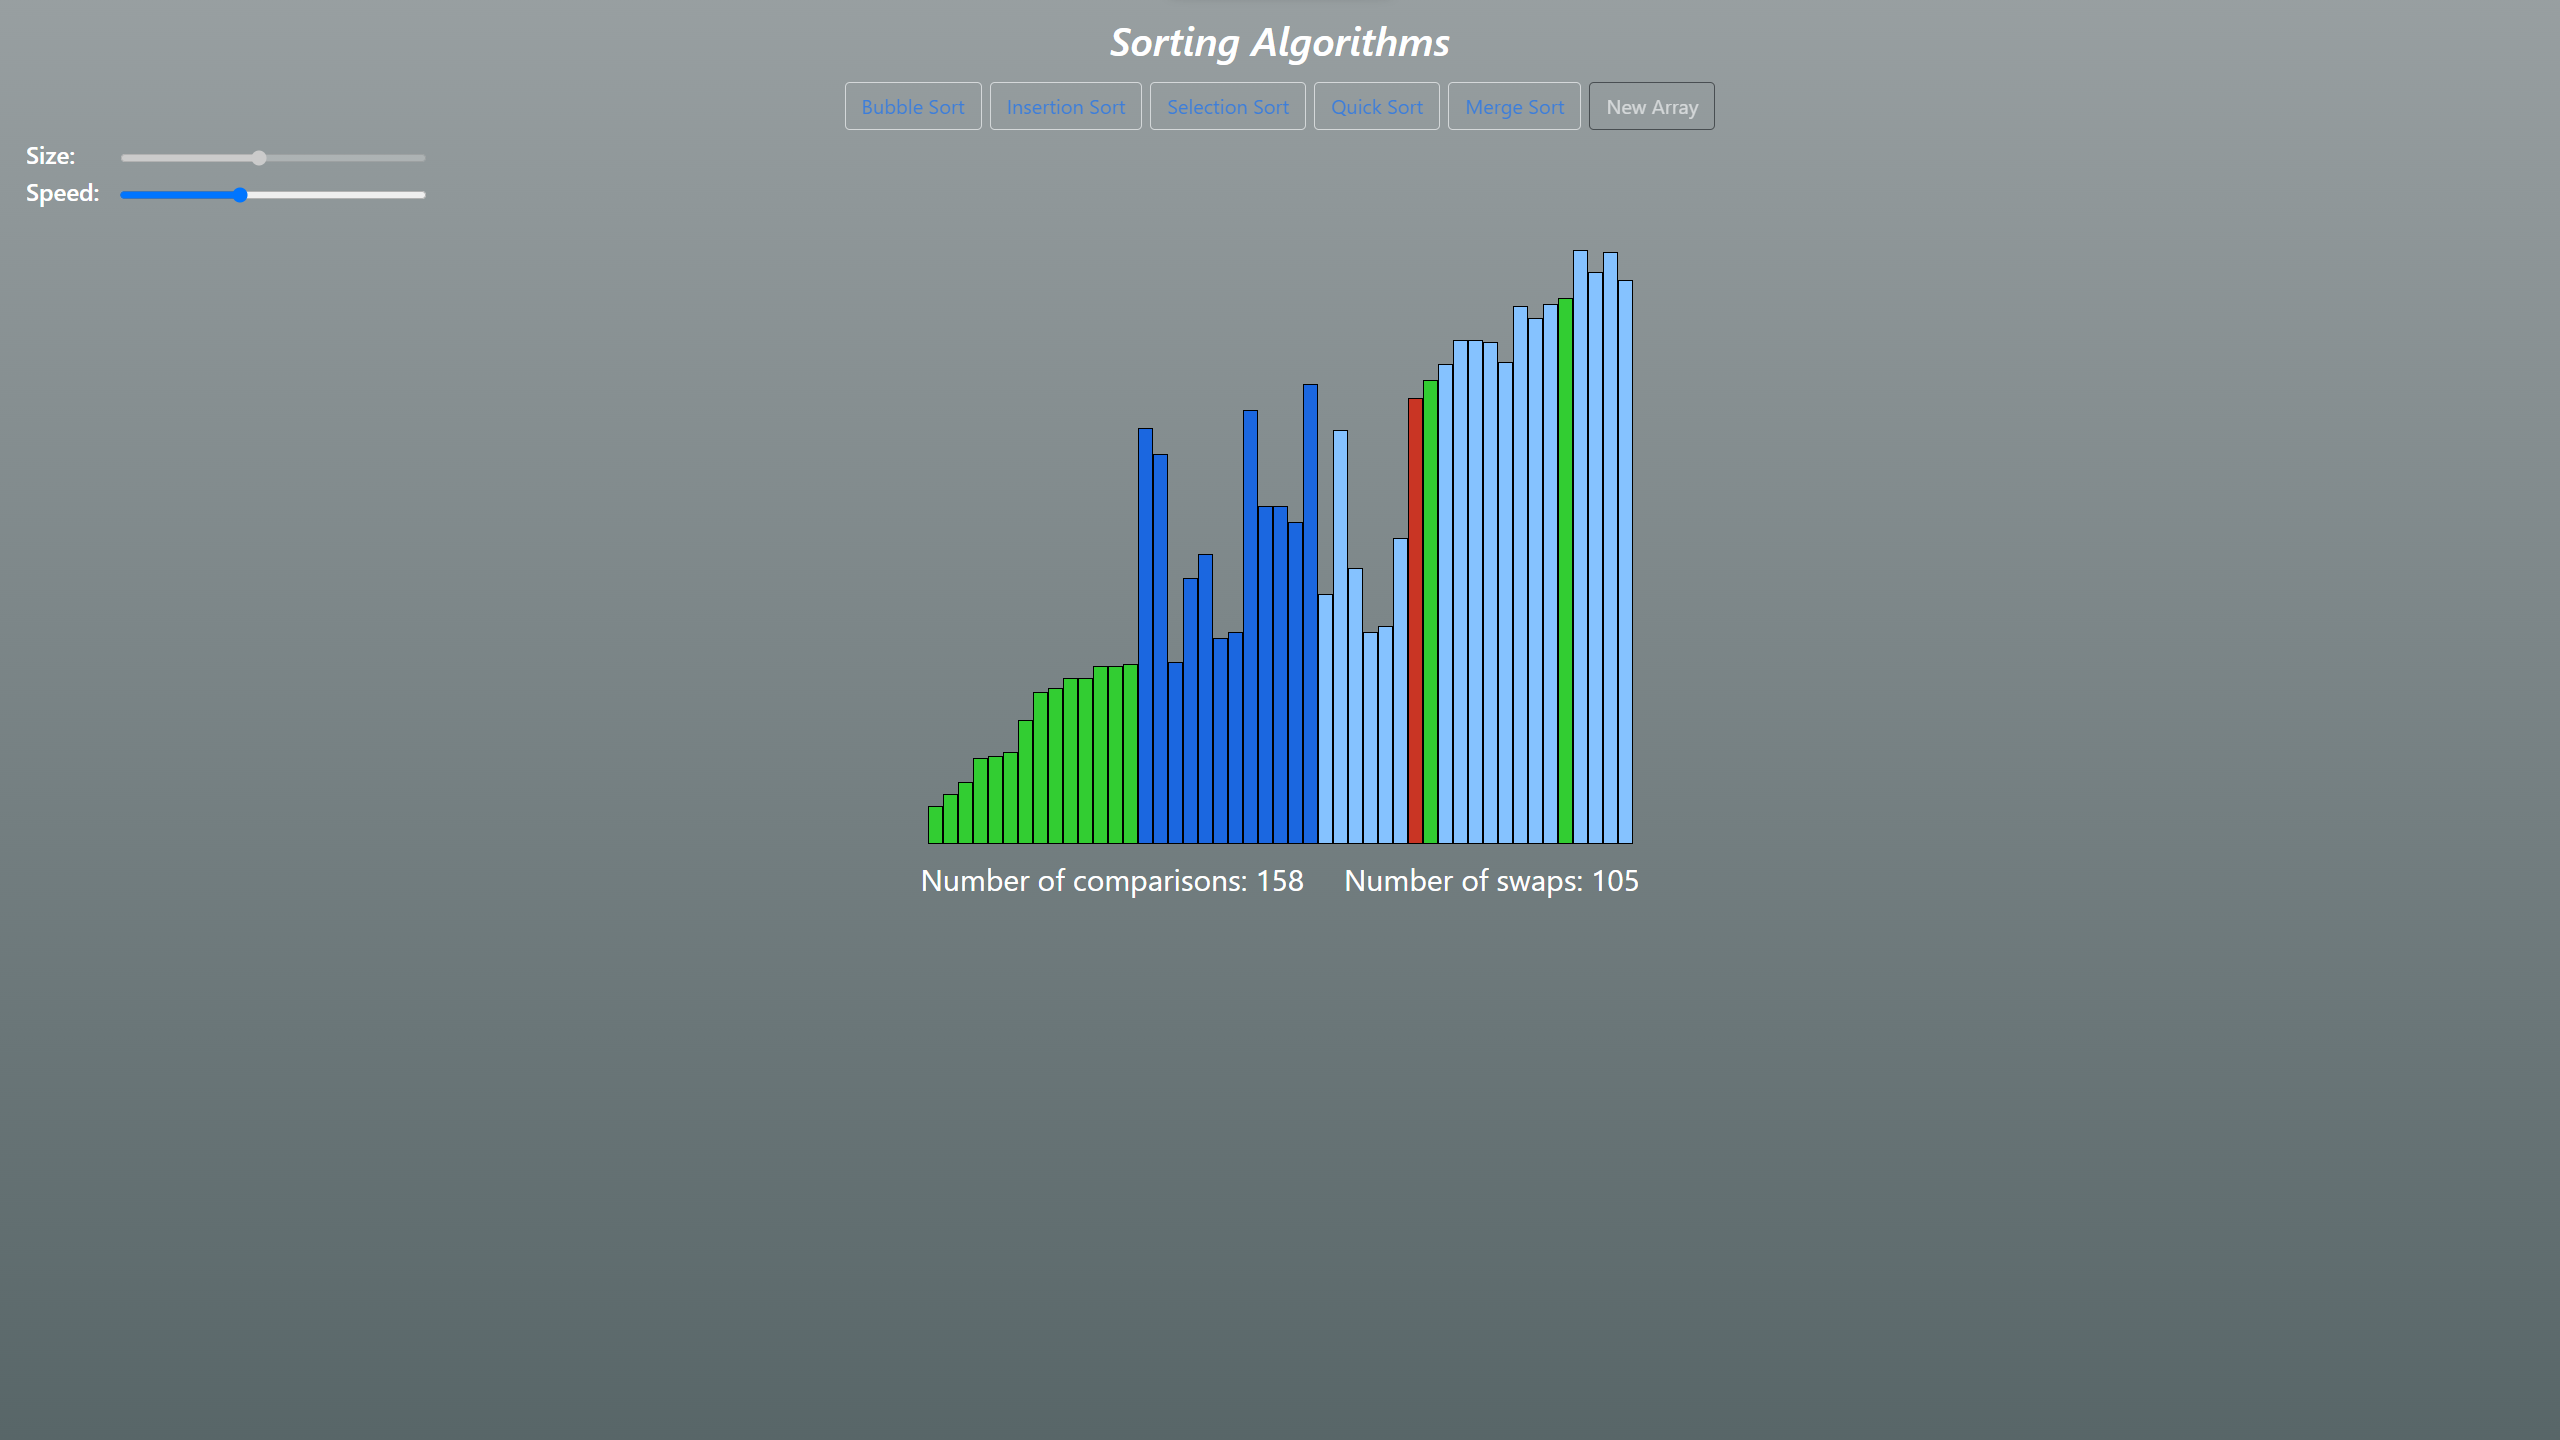 Sorting Algorithms
Bubble Sort Insertion Sort Selection Sort Quick Sort Merge Sort New Array
Size:
Speed:
Number of comparisons: 158 Number of swaps: 105